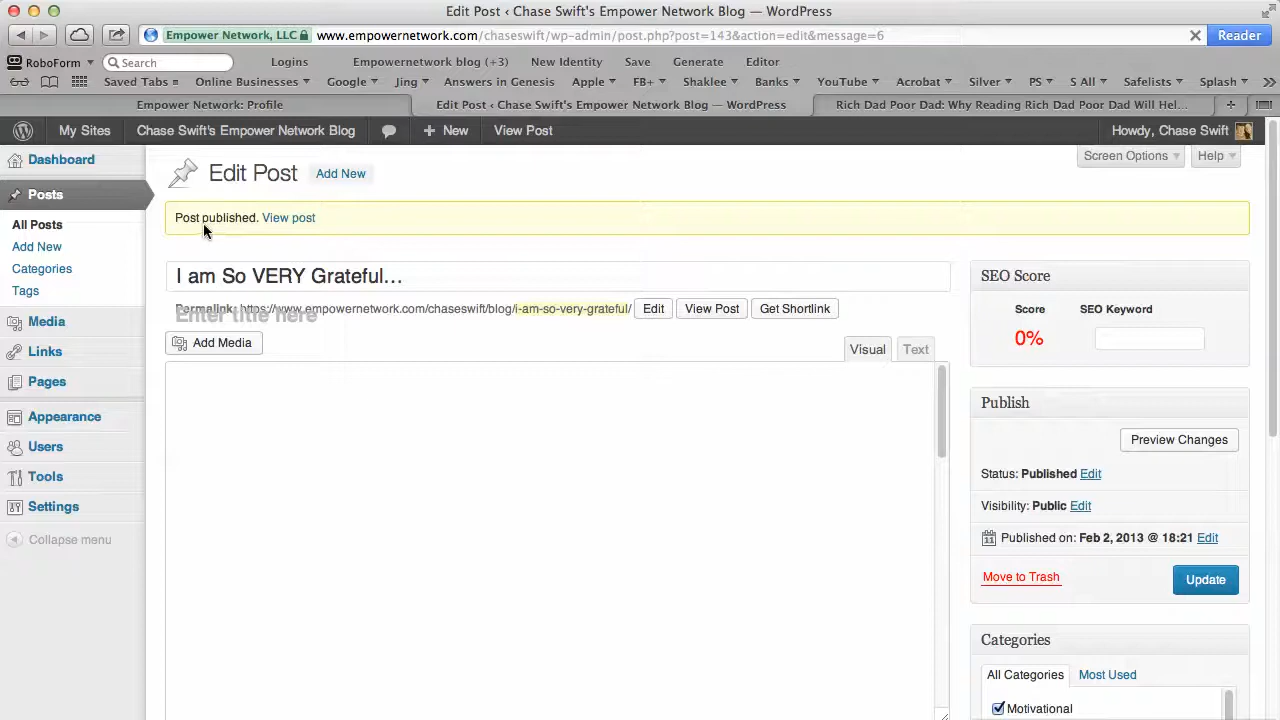 Edit Post ‹ Chase Swift's Empower Network Blog — WordPress
Empower Network, LLC www.empowernetwork.com/chaseswift/wp-admin/post.php?post=143&action=edit&message=6 Reader
RoboForm Search Logins Empowernetwork blog (+3) New Identity Save Generate Editor
Saved Tabs Online Businesses Google Jing Answers in Genesis Apple FB+ Shaklee Banks YouTube Acrobat Silver PS S All Safelists Splash
Empower Network: Profile Edit Post ‹ Chase Swift's Empower Network Blog — WordPress Rich Dad Poor Dad: Why Reading Rich Dad Poor Dad Will Hel...
My Sites Chase Swift's Empower Network Blog + New View Post Howdy, Chase Swift
Screen Options Help
Dashboard
Posts
All Posts
Add New
Categories
Tags
Media
Links
Pages
Appearance
Users
Tools
Settings
Collapse menu
Edit Post Add New
Post published. View post
I am So VERY Grateful...
Permalink: https://www.empowernetwork.com/chaseswift/blog/i-am-so-very-grateful/ Edit View Post Get Shortlink
Enter title here
Add Media
Visual Text
SEO Score
Score SEO Keyword
0%
Publish
Preview Changes
Status: Published Edit
Visibility: Public Edit
Published on: Feb 2, 2013 @ 18:21 Edit
Move to Trash Update
Categories
All Categories Most Used
Motivational